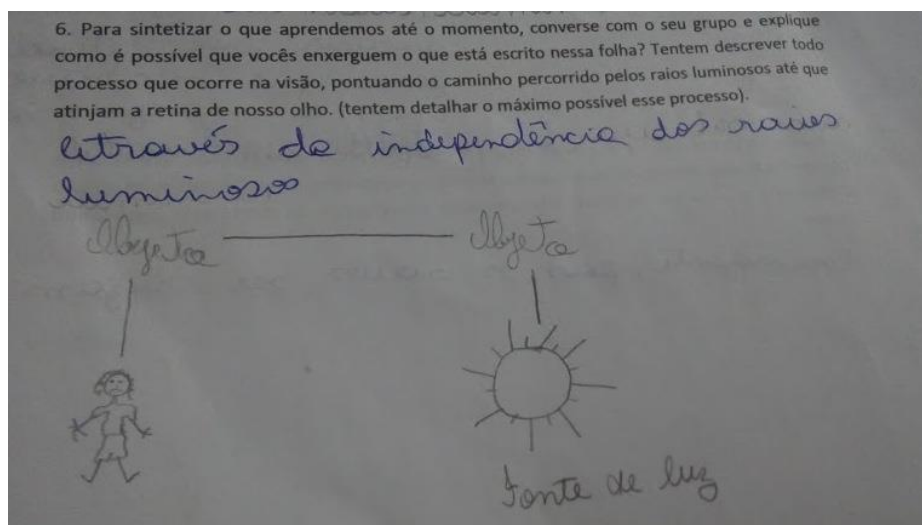 6. Para sintetizar o que aprendemos até o momento, converse com o seu grupo e explique
como é possível que vocês enxerguem o que está escrito nessa folha? Tentem descrever todo
processo que ocorre na visão, pontuando o caminho percorrido pelos raios luminosos até que
atinjam a retina de nosso olho. (tentem detalhar o máximo possível esse processo).
Através da independência dos raios
luminosos
Objeto Objeto
Fonte de luz